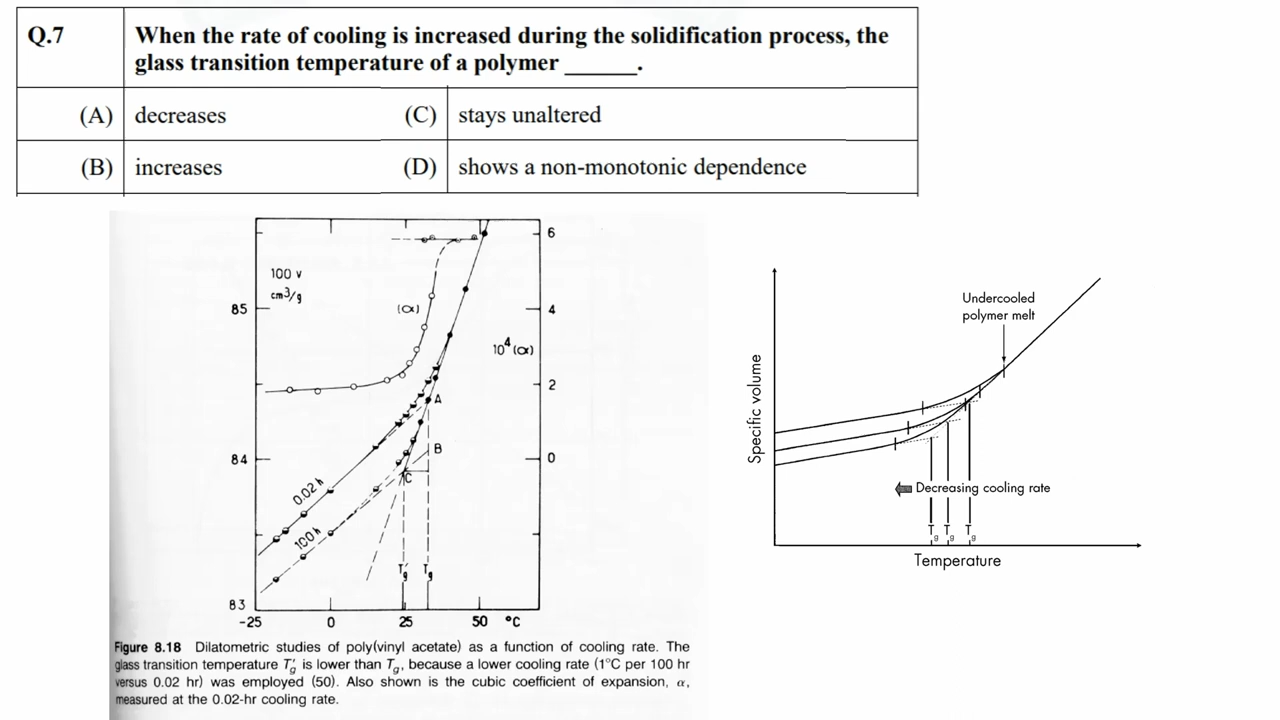 Q.7
When the rate of cooling is increased during the solidification process, the
glass transition temperature of a polymer ______.
(A) decreases (C) stays unaltered
(B) increases (D) shows a non-monotonic dependence
100 v
cm³/g
(α)
10⁴(α)
85
84
83
6
4
2
0
A
B
C
0.02 h
100 h
T'g Tg
-25 0 25 50 °C
Figure 8.18 Dilatometric studies of poly(vinyl acetate) as a function of cooling rate. The
glass transition temperature T'g is lower than Tg, because a lower cooling rate (1°C per 100 hr
versus 0.02 hr) was employed (50). Also shown is the cubic coefficient of expansion, α,
measured at the 0.02-hr cooling rate.
Undercooled
polymer melt
Specific volume
Decreasing cooling rate
Tg Tg Tg
Temperature